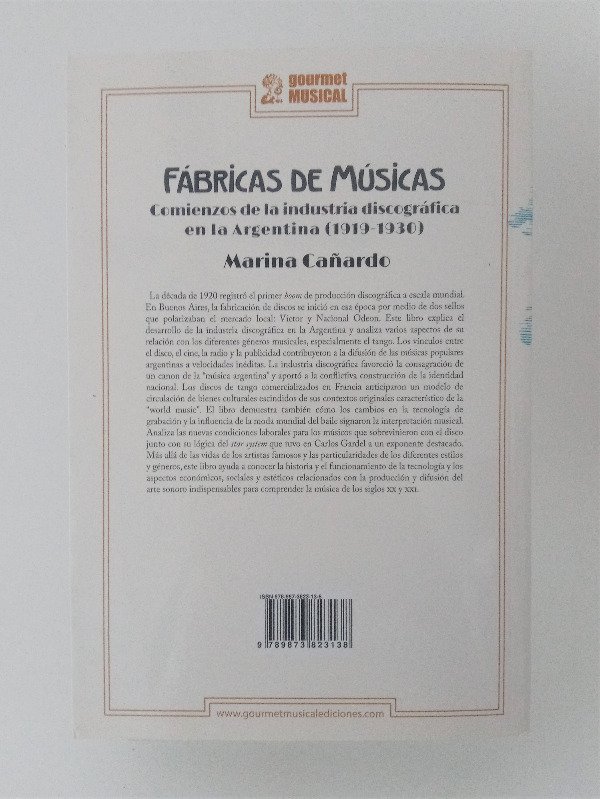 gourmet
MUSICAL
FÁBRICAS DE MÚSICAS
Comienzos de la industria discográfica
en la Argentina (1919-1930)
Marina Cañardo
La década de 1920 registró el primer boom de producción discográfica a escala mundial.
En Buenos Aires, la fabricación de discos se inició en esa época por medio de dos sellos
que polarizaban el mercado local: Victor y Nacional Odeon. Este libro explica el
desarrollo de la industria discográfica en la Argentina y analiza varios aspectos de su
relación con los diferentes géneros musicales, especialmente el tango. Los vínculos entre
el disco, el cine, la radio y la publicidad contribuyeron a la difusión de las músicas populares
argentinas a velocidades inéditas. La industria discográfica favoreció la consagración de
un canon de la "música argentina" y aportó a la conflictiva construcción de la identidad
nacional. Los discos de tango comercializados en Francia anticiparon un modelo de
circulación de bienes culturales escindidos de sus contextos originales característico de la
"world music". El libro demuestra también cómo los cambios en la tecnología de
grabación y la influencia de la moda mundial del baile signaron la interpretación musical.
Analiza las nuevas condiciones laborales para los músicos que sobrevinieron con el disco
junto con su lógica del star system que tuvo en Carlos Gardel a un exponente destacado.
Más allá de las vidas de los artistas famosos y las particularidades de los diferentes estilos
y géneros, este libro ayuda a conocer la historia y el funcionamiento de la tecnología y los
aspectos económicos, sociales y estéticos relacionados con la producción y difusión del
arte sonoro indispensables para comprender la música de los siglos XX y XXI.
ISBN 978-987-3823-13-8
9 789873 823138
www.gourmetmusicalediciones.com